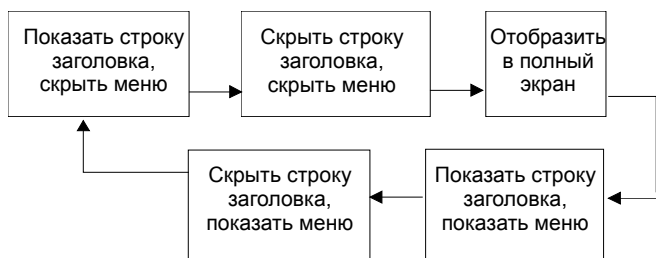 Показать строку
заголовка,
скрыть меню
Скрыть строку
заголовка,
скрыть меню
Отобразить
в полный
экран
Скрыть строку
заголовка,
показать меню
Показать строку
заголовка,
показать меню